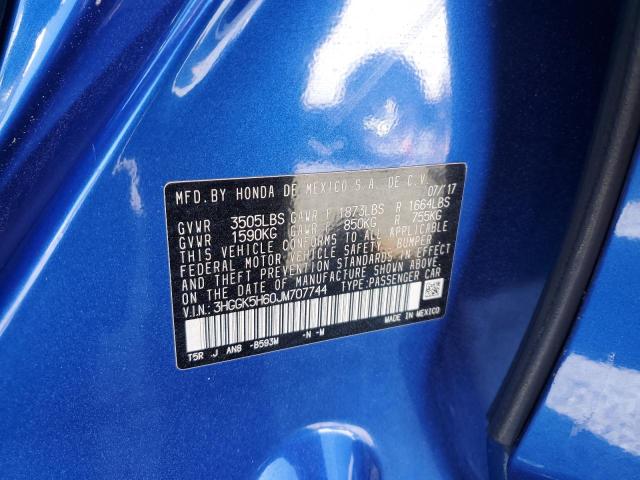 MFD. BY HONDA DE MEXICO S.A. DE C.V. 07/17
GVWR 3505LBS GAWR F 1873LBS R 1664LBS
GVWR 1590KG GAWR F 850KG R 755KG
THIS VEHICLE CONFORMS TO ALL APPLICABLE
FEDERAL MOTOR VEHICLE SAFETY, BUMPER,
AND THEFT PREVENTION STANDARDS IN EFFECT
ON THE DATE OF MANUFACTURE SHOWN ABOVE.
V.I.N.: 3HGGK5H60JM707744 TYPE: PASSENGER CAR
MADE IN MEXICO
T5R .J AN8 -B593M -N -M